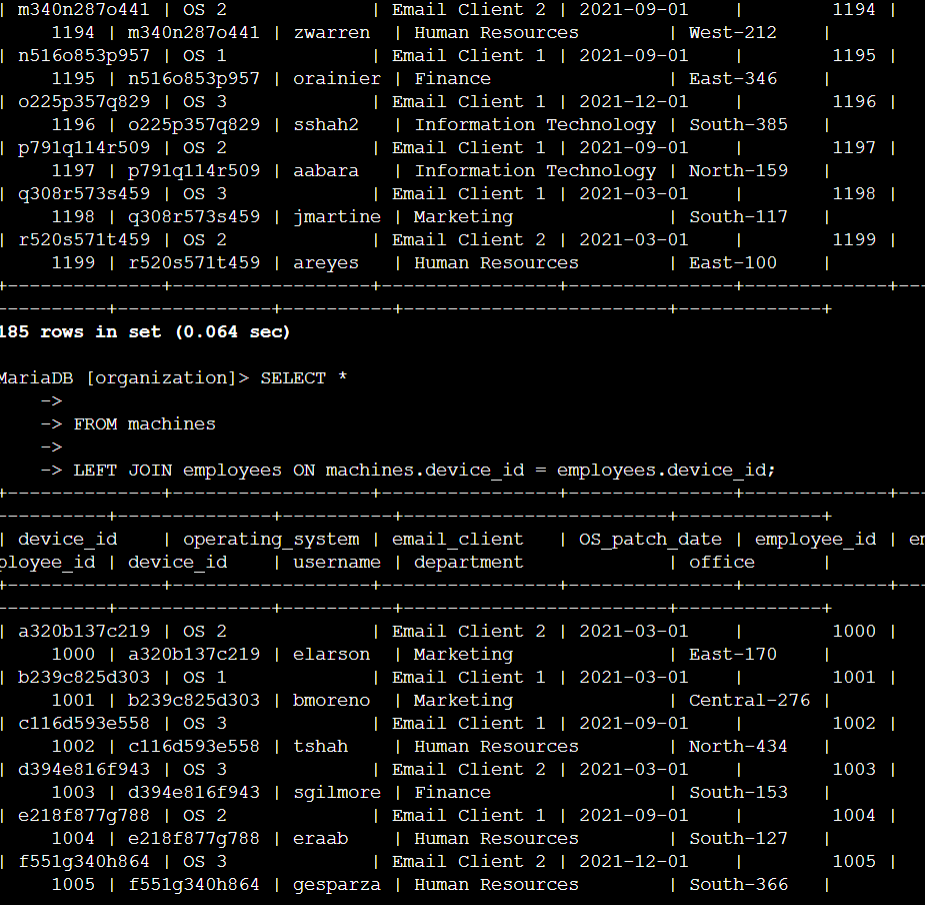 | m340n287o441 | OS 2             | Email Client 2 | 2021-09-01    |        1194 |
     1194 | m340n287o441 | zwarren  | Human Resources        | West-212    |
| n516o853p957 | OS 1             | Email Client 1 | 2021-09-01    |        1195 |
     1195 | n516o853p957 | orainier | Finance                | East-346    |
| o225p357q829 | OS 3             | Email Client 1 | 2021-12-01    |        1196 |
     1196 | o225p357q829 | sshah2   | Information Technology | South-385   |
| p791q114r509 | OS 2             | Email Client 1 | 2021-09-01    |        1197 |
     1197 | p791q114r509 | aabara   | Information Technology | North-159   |
| q308r573s459 | OS 3             | Email Client 1 | 2021-03-01    |        1198 |
     1198 | q308r573s459 | jmartine | Marketing              | South-117   |
| r520s571t459 | OS 2             | Email Client 2 | 2021-03-01    |        1199 |
     1199 | r520s571t459 | areyes   | Human Resources        | East-100    |
+--------------+------------------+----------------+---------------+-------------+---
----------+--------------+----------+------------------------+-------------+
185 rows in set (0.064 sec)
MariaDB [organization]> SELECT *
    ->
    -> FROM machines
    ->
    -> LEFT JOIN employees ON machines.device_id = employees.device_id;
+--------------+------------------+----------------+---------------+-------------+---
----------+--------------+----------+------------------------+-------------+
| device_id    | operating_system | email_client   | OS_patch_date | employee_id | em
ployee_id | device_id    | username | department             | office      |
+--------------+------------------+----------------+---------------+-------------+---
----------+--------------+----------+------------------------+-------------+
| a320b137c219 | OS 2             | Email Client 2 | 2021-03-01    |        1000 |
     1000 | a320b137c219 | elarson  | Marketing              | East-170    |
| b239c825d303 | OS 1             | Email Client 1 | 2021-03-01    |        1001 |
     1001 | b239c825d303 | bmoreno  | Marketing              | Central-276 |
| c116d593e558 | OS 3             | Email Client 1 | 2021-09-01    |        1002 |
     1002 | c116d593e558 | tshah    | Human Resources        | North-434   |
| d394e816f943 | OS 3             | Email Client 2 | 2021-03-01    |        1003 |
     1003 | d394e816f943 | sgilmore | Finance                | South-153   |
| e218f877g788 | OS 2             | Email Client 1 | 2021-09-01    |        1004 |
     1004 | e218f877g788 | eraab    | Human Resources        | South-127   |
| f551g340h864 | OS 3             | Email Client 2 | 2021-12-01    |        1005 |
     1005 | f551g340h864 | gesparza | Human Resources        | South-366   |